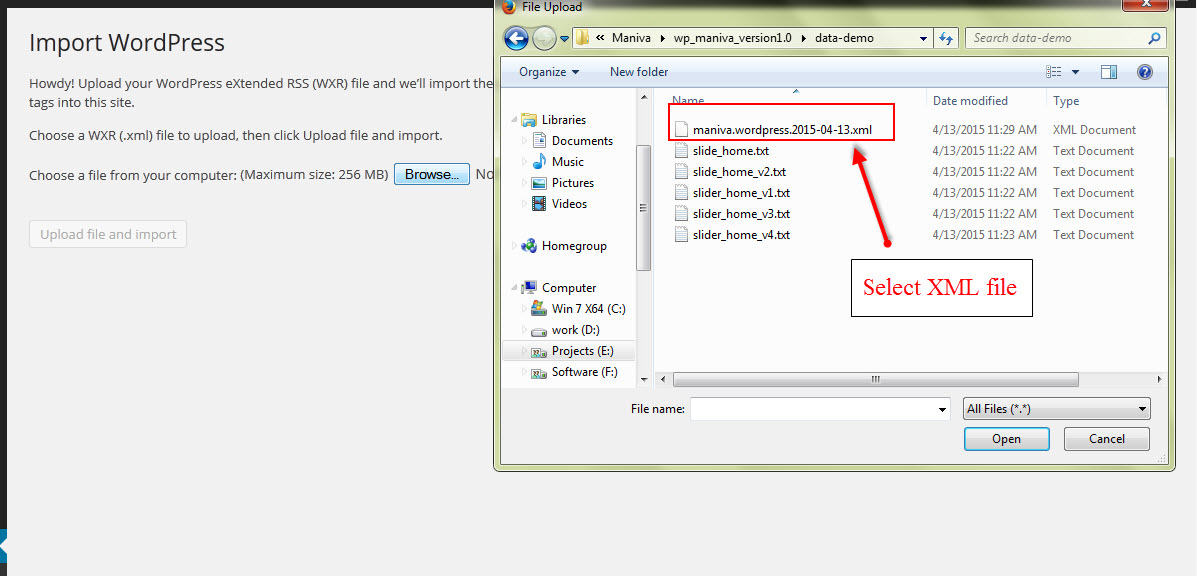 Import WordPress
Howdy! Upload your WordPress eXtended RSS (WXR) file and we'll import the
tags into this site.
Choose a WXR (.xml) file to upload, then click Upload file and import.
Choose a file from your computer: (Maximum size: 256 MB) Browse... No
Upload file and import
File Upload
« Maniva wp_maniva_version1.0 data-demo
Search data-demo
Organize New folder
Libraries
Documents
Music
Pictures
Videos
Homegroup
Computer
Win 7 X64 (C:)
work (D:)
Projects (E:)
Software (F:)
Name Date modified Type
maniva.wordpress.2015-04-13.xml 4/13/2015 11:29 AM XML Document
slide_home.txt 4/13/2015 11:22 AM Text Document
slide_home_v2.txt 4/13/2015 11:22 AM Text Document
slider_home_v1.txt 4/13/2015 11:22 AM Text Document
slider_home_v3.txt 4/13/2015 11:22 AM Text Document
slider_home_v4.txt 4/13/2015 11:23 AM Text Document
Select XML file
File name: All Files (*.*)
Open Cancel